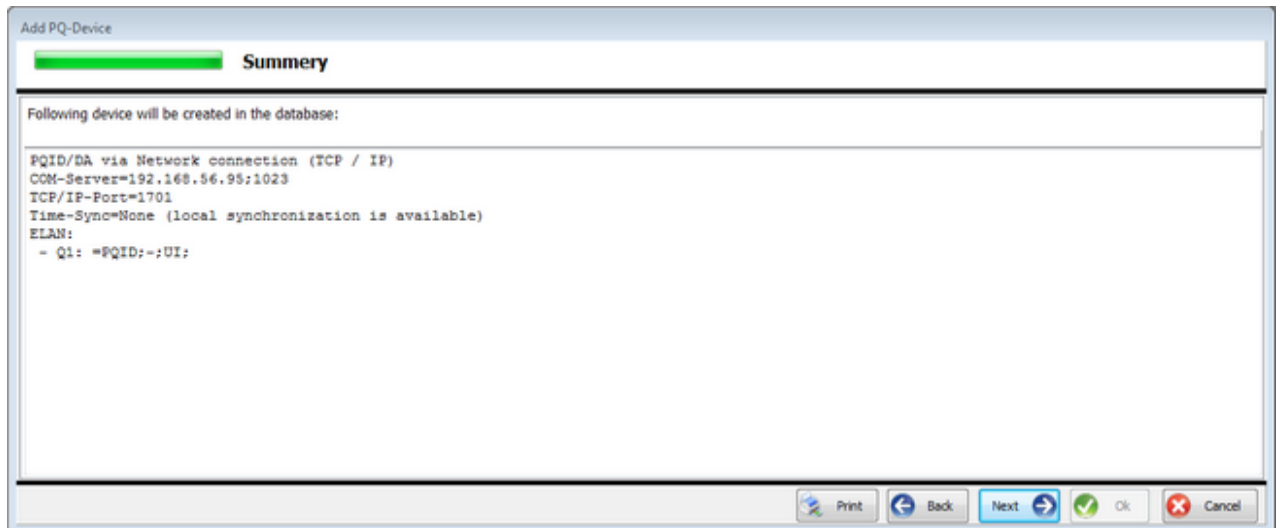 Add PQ-Device
Summery
Following device will be created in the database:
PQID/DA via Network connection (TCP / IP)
COM-Server=192.168.56.95;1023
TCP/IP-Port=1701
Time-Sync=None (local synchronization is available)
ELAN:
- Q1: =PQID;-;UI;
Print Back Next Ok Cancel